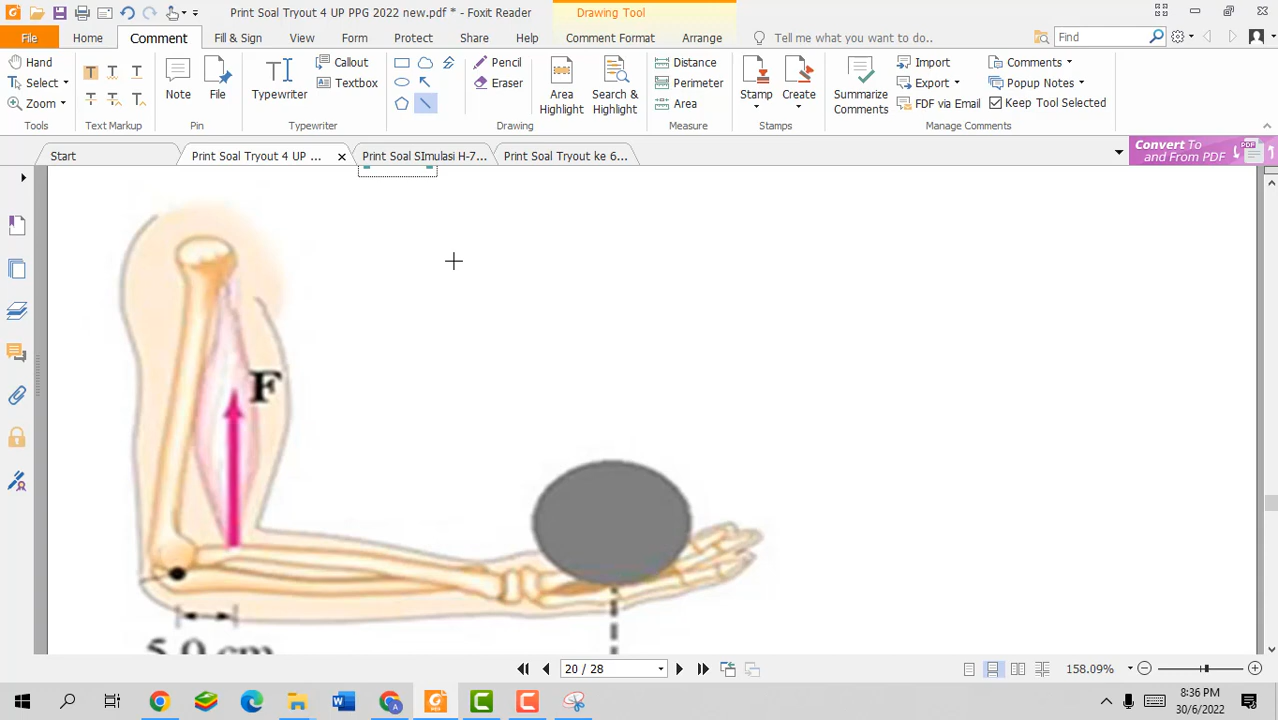 Print Soal Tryout 4 UP PPG 2022 new.pdf * - Foxit Reader
Drawing Tool
File Home Comment Fill & Sign View Form Protect Share Help Comment Format Arrange Tell me what you want to do.. Find
Hand
Select
Zoom
Tools
Text Markup
Note
File
Pin
Typewriter
Callout
Textbox
Typewriter
Pencil
Eraser
Area Highlight
Search & Highlight
Drawing
Distance
Perimeter
Area
Measure
Stamp
Create
Stamps
Summarize Comments
Import
Export
FDF via Email
Comments
Popup Notes
Keep Tool Selected
Manage Comments
Start
Print Soal Tryout 4 UP ...
Print Soal SImulasi H-7...
Print Soal Tryout ke 6...
Convert To
and From PDF
F
5,0 cm
20 / 28
158.09%
8:36 PM
30/6/2022